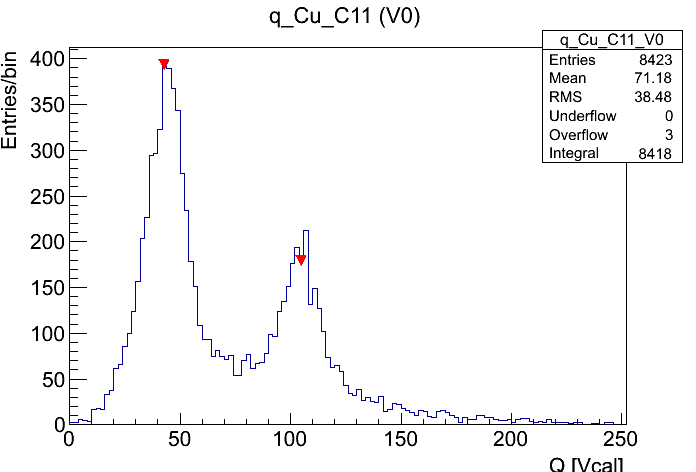 q_Cu_C11 (V0)
q_Cu_C11_V0
Entries 8423
Mean 71.18
RMS 38.48
Underflow 0
Overflow 3
Integral 8418
Entries/bin
400
350
300
250
200
150
100
50
0
0 50 100 150 200 250
Q [Vcal]